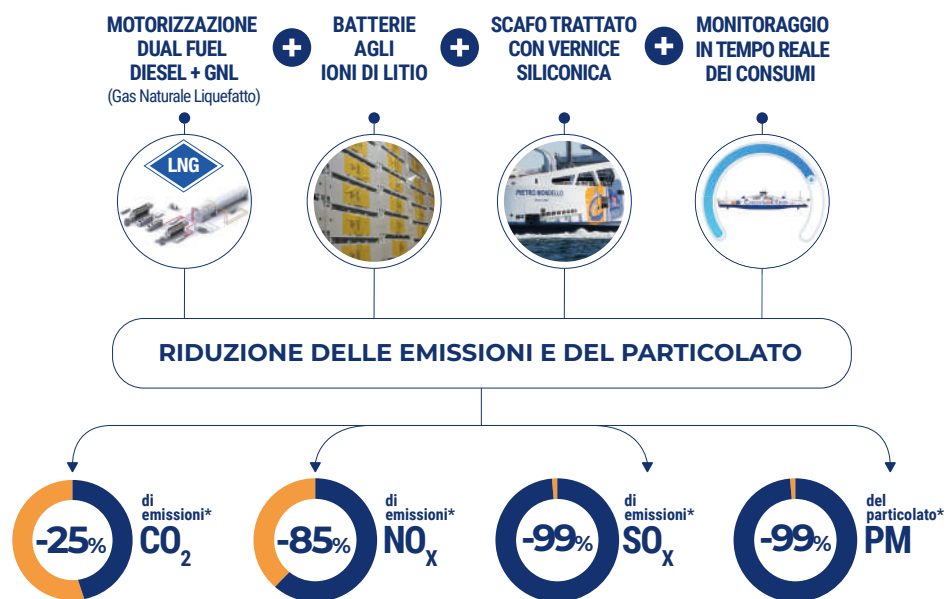 MOTORIZZAZIONE
DUAL FUEL
DIESEL + GNL
(Gas Naturale Liquefatto)
+
BATTERIE
AGLI
IONI DI LITIO
+
SCAFO TRATTATO
CON VERNICE
SILICONICA
+
MONITORAGGIO
IN TEMPO REALE
DEI CONSUMI
LNG
PIETRO MONDELLO
RIDUZIONE DELLE EMISSIONI E DEL PARTICOLATO
-25%
di
emissioni*
CO2
-85%
di
emissioni*
NOX
-99%
di
emissioni*
SOX
-99%
del
particolato*
PM